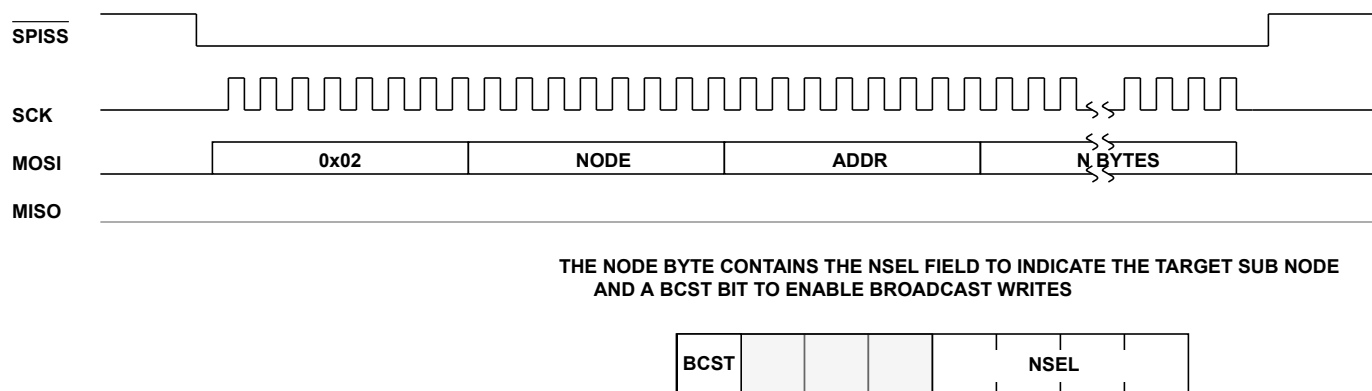 SPISS
SCK
MOSI 0x02 NODE ADDR N BYTES
MISO
THE NODE BYTE CONTAINS THE NSEL FIELD TO INDICATE THE TARGET SUB NODE
AND A BCST BIT TO ENABLE BROADCAST WRITES
BCST NSEL